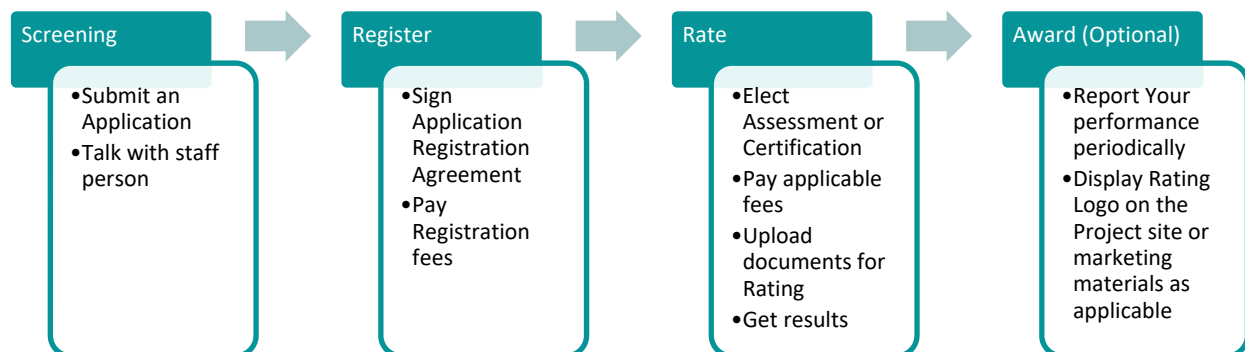 Screening
•Submit an
Application
•Talk with staff
person
Register
•Sign
Application
Registration
Agreement
•Pay
Registration
fees
Rate
•Elect
Assessment or
Certification
•Pay applicable
fees
•Upload
documents for
Rating
•Get results
Award (Optional)
•Report Your
performance
periodically
•Display Rating
Logo on the
Project site or
marketing
materials as
applicable